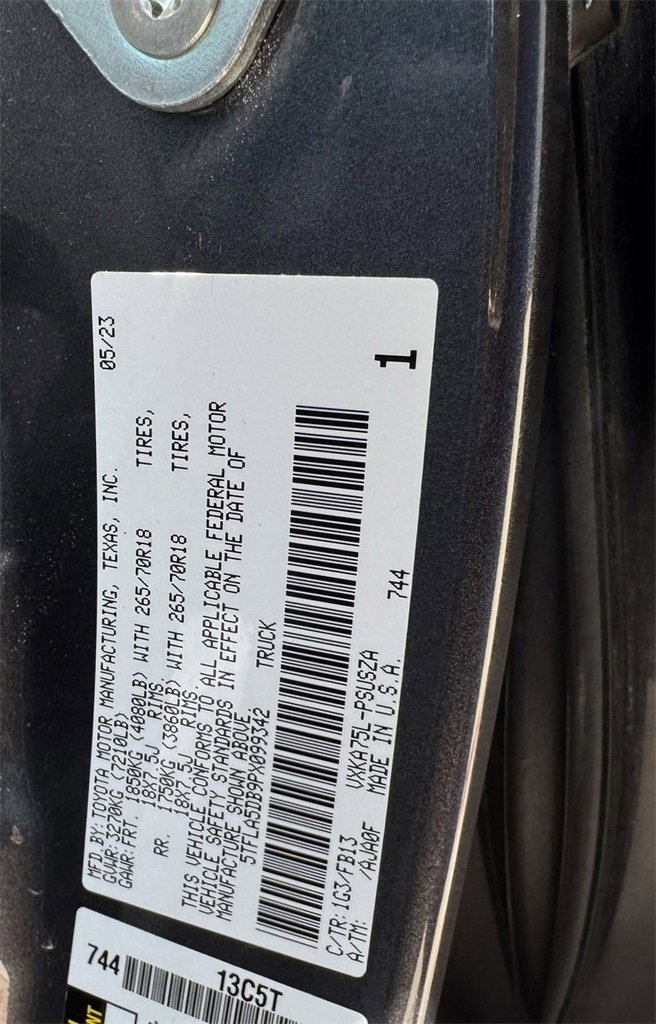 MFD.BY:TOYOTA MOTOR MANUFACTURING, TEXAS, INC. 05/23
GVWR:3270KG (7210LB)
GAWR:FRT. 1850KG (4080LB) WITH 265/70R18 TIRES,
18X7.5J RIMS.
RR. 1750KG (3860LB) WITH 265/70R18 TIRES,
18X7.5J RIMS.
THIS VEHICLE CONFORMS TO ALL APPLICABLE FEDERAL MOTOR
VEHICLE SAFETY STANDARDS IN EFFECT ON THE DATE OF
MANUFACTURE SHOWN ABOVE.
5TFLA5DB9PX099342 TRUCK
C/TR:1G3/FB13 VXKA75L-PSUSZA 744
A/TM: /AJA0F MADE IN U.S.A. 1
744 13C5T